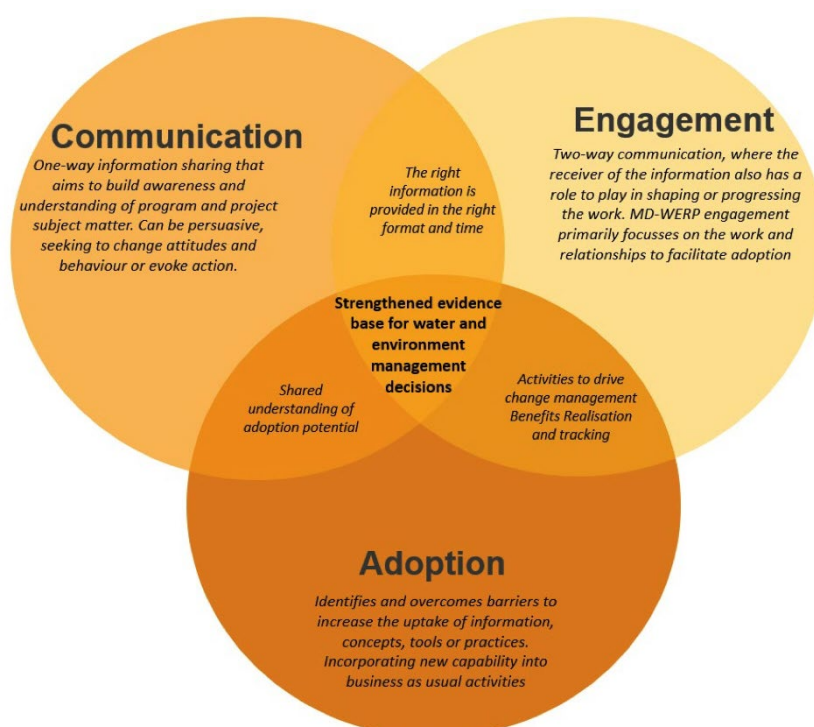 Communication
One-way information sharing that
aims to build awareness and
understanding of program and project
subject matter. Can be persuasive,
seeking to change attitudes and
behaviour or evoke action.
The right
information is
provided in the right
format and time
Engagement
Two-way communication, where the
receiver of the information also has a
role to play in shaping or progressing
the work. MD-WERP engagement
primarily focusses on the work and
relationships to facilitate adoption
Strengthened evidence
base for water and
environment
management
decisions
Shared
understanding of
adoption potential
Activities to drive
change management
Benefits Realisation
and tracking
Adoption
Identifies and overcomes barriers to
increase the uptake of information,
concepts, tools or practices.
Incorporating new capability into
business as usual activities